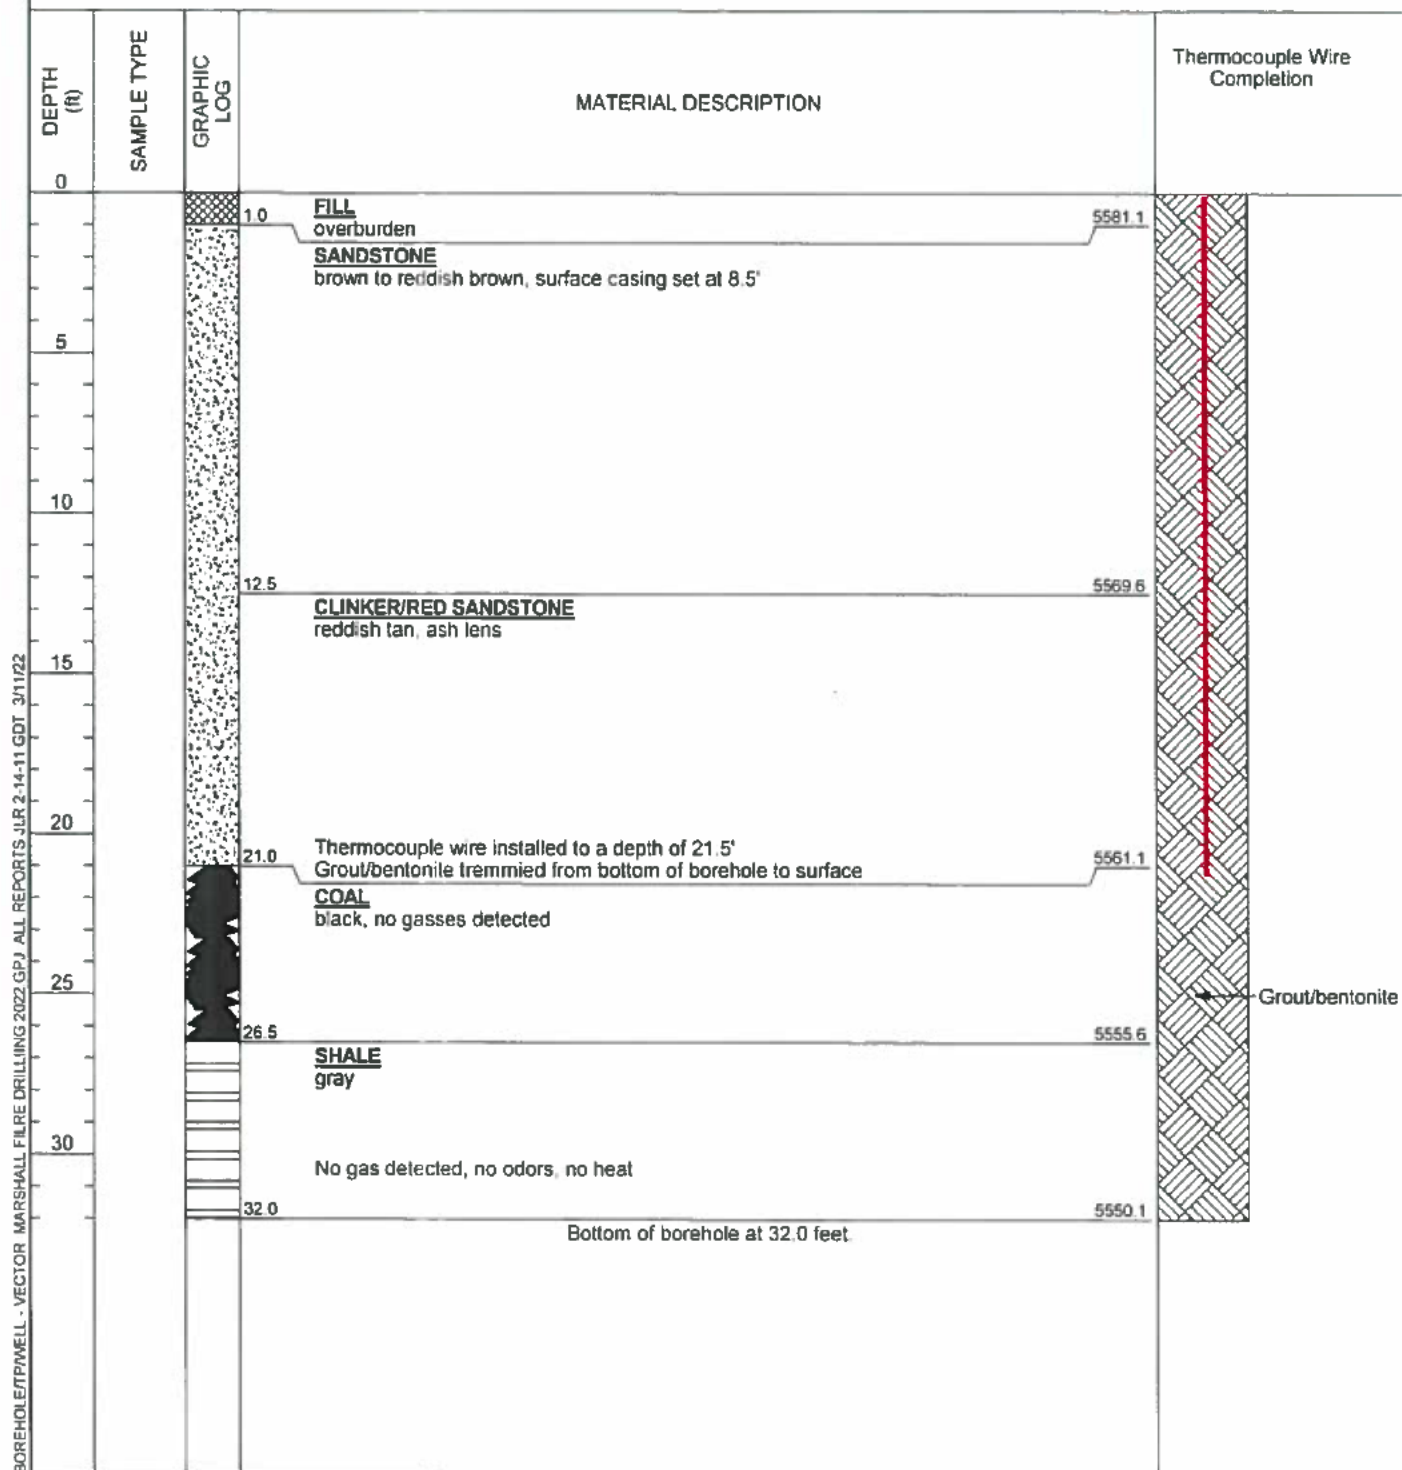 DEPTH
(ft)
SAMPLE TYPE
GRAPHIC
LOG
MATERIAL DESCRIPTION
Thermocouple Wire
Completion
0
FILL
1.0
5581.1
overburden
SANDSTONE
brown to reddish brown, surface casing set at 8.5'
5
10
12.5
5569.6
CLINKER/RED SANDSTONE
reddish tan, ash lens
15
20
Thermocouple wire installed to a depth of 21.5'
21.0
5561.1
Grout/bentonite tremmied from bottom of borehole to surface
COAL
black, no gasses detected
25
Grout/bentonite
26.5
5555.6
SHALE
gray
30
No gas detected, no odors, no heat
32.0
5550.1
Bottom of borehole at 32.0 feet.
BOREHOLE/TP/WELL - VECTOR MARSHALL FILRE DRILLIING 2022.GPJ ALL REPORTS JLR 2-14-11.GDT 3/11/22